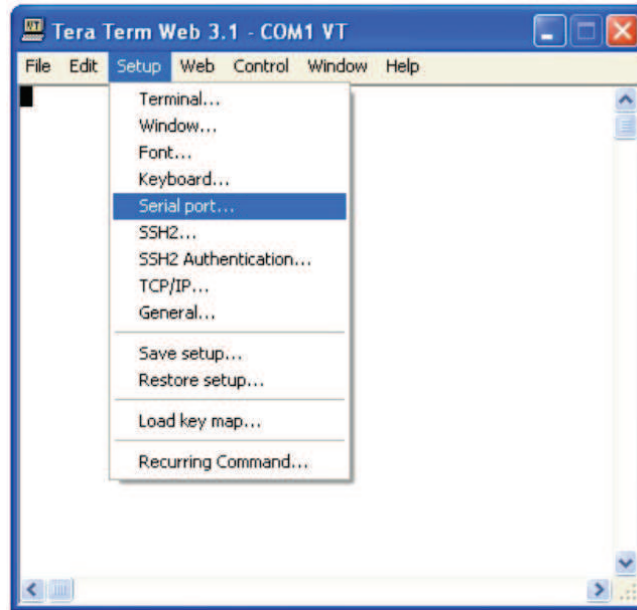 Tera Term Web 3.1 - COM1 VT
File Edit Setup Web Control Window Help
Terminal...
Window...
Font...
Keyboard...
Serial port...
SSH2...
SSH2 Authentication...
TCP/IP...
General...
Save setup...
Restore setup...
Load key map...
Recurring Command...